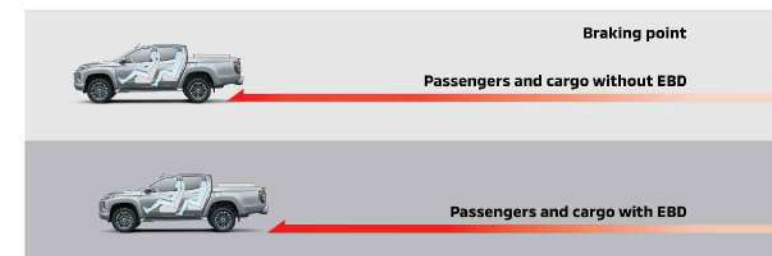 Braking point
Passengers and cargo without EBD
Passengers and cargo with EBD